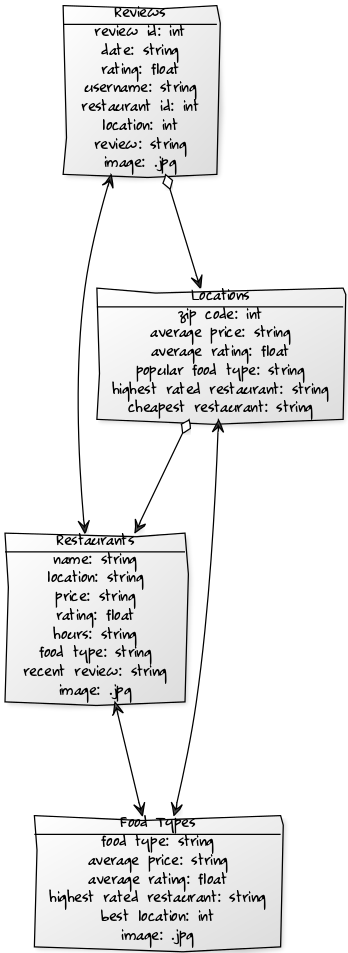 Reviews
review id: int
date: string
rating: float
username: string
restaurant id: int
location: int
review: string
image: .jpg
Locations
zip code: int
average price: string
average rating: float
popular food type: string
highest rated restaurant: string
cheapest restaurant: string
Restaurants
name: string
location: string
price: string
rating: float
hours: string
food type: string
recent review: string
image: .jpg
Food Types
food type: string
average price: string
average rating: float
highest rated restaurant: string
best location: int
image: .jpg